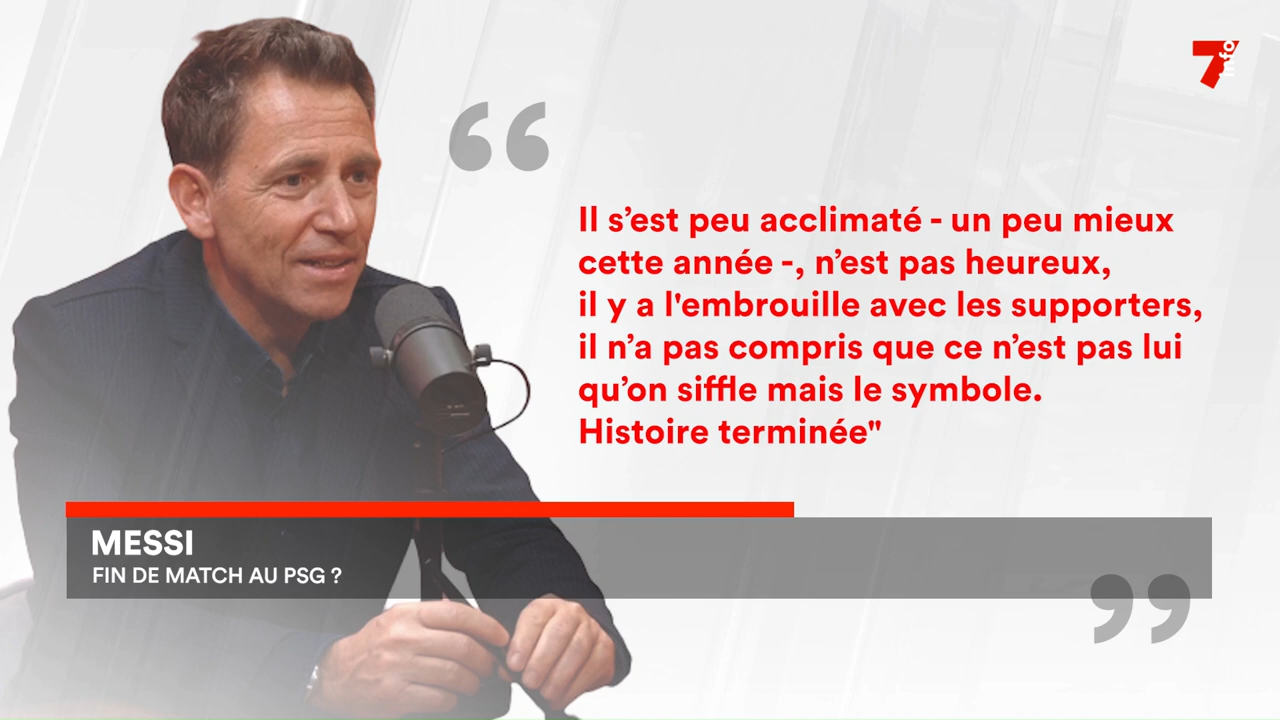 7info
“
Il s’est peu acclimaté - un peu mieux
cette année -, n’est pas heureux,
il y a l'embrouille avec les supporters,
il n’a pas compris que ce n’est pas lui
qu’on siffle mais le symbole.
Histoire terminée"
MESSI
FIN DE MATCH AU PSG ?
”